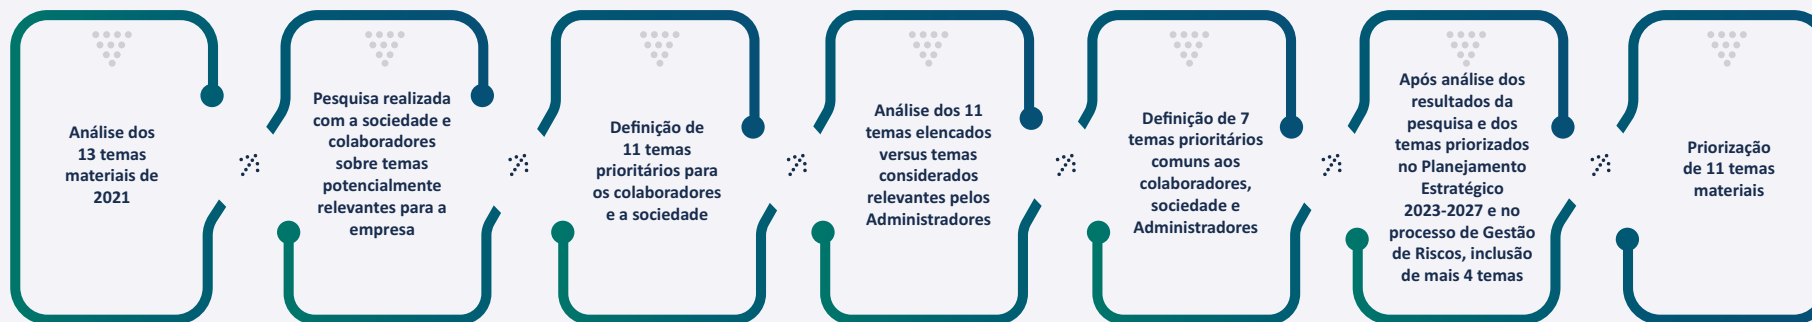 Análise dos
13 temas
materiais de
2021
Pesquisa realizada
com a sociedade e
colaboradores
sobre temas
potencialmente
relevantes para a
empresa
Definição de
11 temas
prioritários para
os colaboradores
e a sociedade
Análise dos 11
temas elencados
versus temas
considerados
relevantes pelos
Administradores
Definição de 7
temas prioritários
comuns aos
colaboradores,
sociedade e
Administradores
Após análise dos
resultados da
pesquisa e dos
temas priorizados
no Planejamento
Estratégico
2023-2027 e no
processo de Gestão
de Riscos, inclusão
de mais 4 temas
Priorização
de 11 temas
materiais